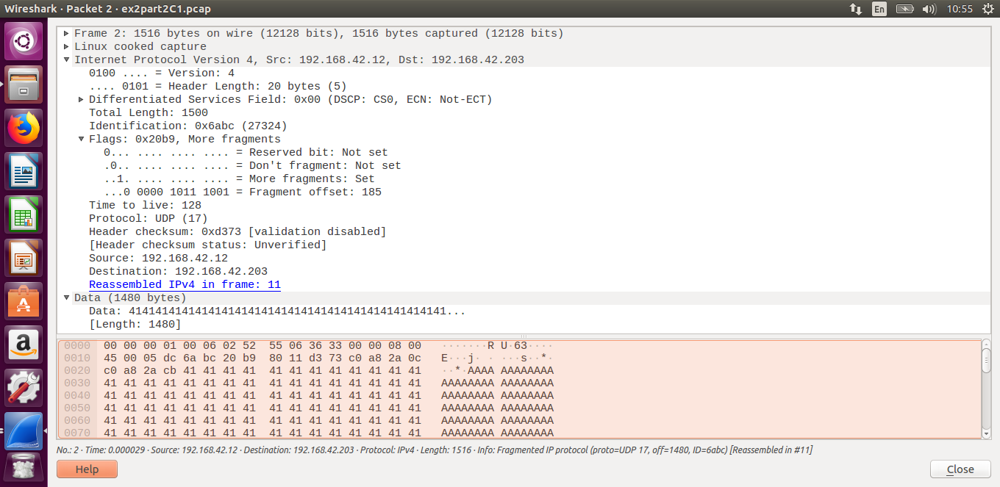 Wireshark · Packet 2 · ex2part2C1.pcap En 10:55
Frame 2: 1516 bytes on wire (12128 bits), 1516 bytes captured (12128 bits)
Linux cooked capture
Internet Protocol Version 4, Src: 192.168.42.12, Dst: 192.168.42.203
0100 .... = Version: 4
.... 0101 = Header Length: 20 bytes (5)
Differentiated Services Field: 0x00 (DSCP: CS0, ECN: Not-ECT)
Total Length: 1500
Identification: 0x6abc (27324)
Flags: 0x20b9, More fragments
0... .... .... .... = Reserved bit: Not set
.0.. .... .... .... = Don't fragment: Not set
..1. .... .... .... = More fragments: Set
...0 0000 1011 1001 = Fragment offset: 185
Time to live: 128
Protocol: UDP (17)
Header checksum: 0xd373 [validation disabled]
[Header checksum status: Unverified]
Source: 192.168.42.12
Destination: 192.168.42.203
Reassembled IPv4 in frame: 11
Data (1480 bytes)
Data: 414141414141414141414141414141414141414141414141...
[Length: 1480]
0000 00 00 00 01 00 06 02 52 55 06 36 33 00 00 08 00 ·······R U·63····
0010 45 00 05 dc 6a bc 20 b9 80 11 d3 73 c0 a8 2a 0c E···j· · ···s··*·
0020 c0 a8 2a cb 41 41 41 41 41 41 41 41 41 41 41 41 ··*·AAAA AAAAAAAA
0030 41 41 41 41 41 41 41 41 41 41 41 41 41 41 41 41 AAAAAAAA AAAAAAAA
0040 41 41 41 41 41 41 41 41 41 41 41 41 41 41 41 41 AAAAAAAA AAAAAAAA
0050 41 41 41 41 41 41 41 41 41 41 41 41 41 41 41 41 AAAAAAAA AAAAAAAA
0060 41 41 41 41 41 41 41 41 41 41 41 41 41 41 41 41 AAAAAAAA AAAAAAAA
0070 41 41 41 41 41 41 41 41 41 41 41 41 41 41 41 41 AAAAAAAA AAAAAAAA
No.: 2 · Time: 0.000029 · Source: 192.168.42.12 · Destination: 192.168.42.203 · Protocol: IPv4 · Length: 1516 · Info: Fragmented IP protocol (proto=UDP 17, off=1480, ID=6abc) [Reassembled in #11]
Help Close